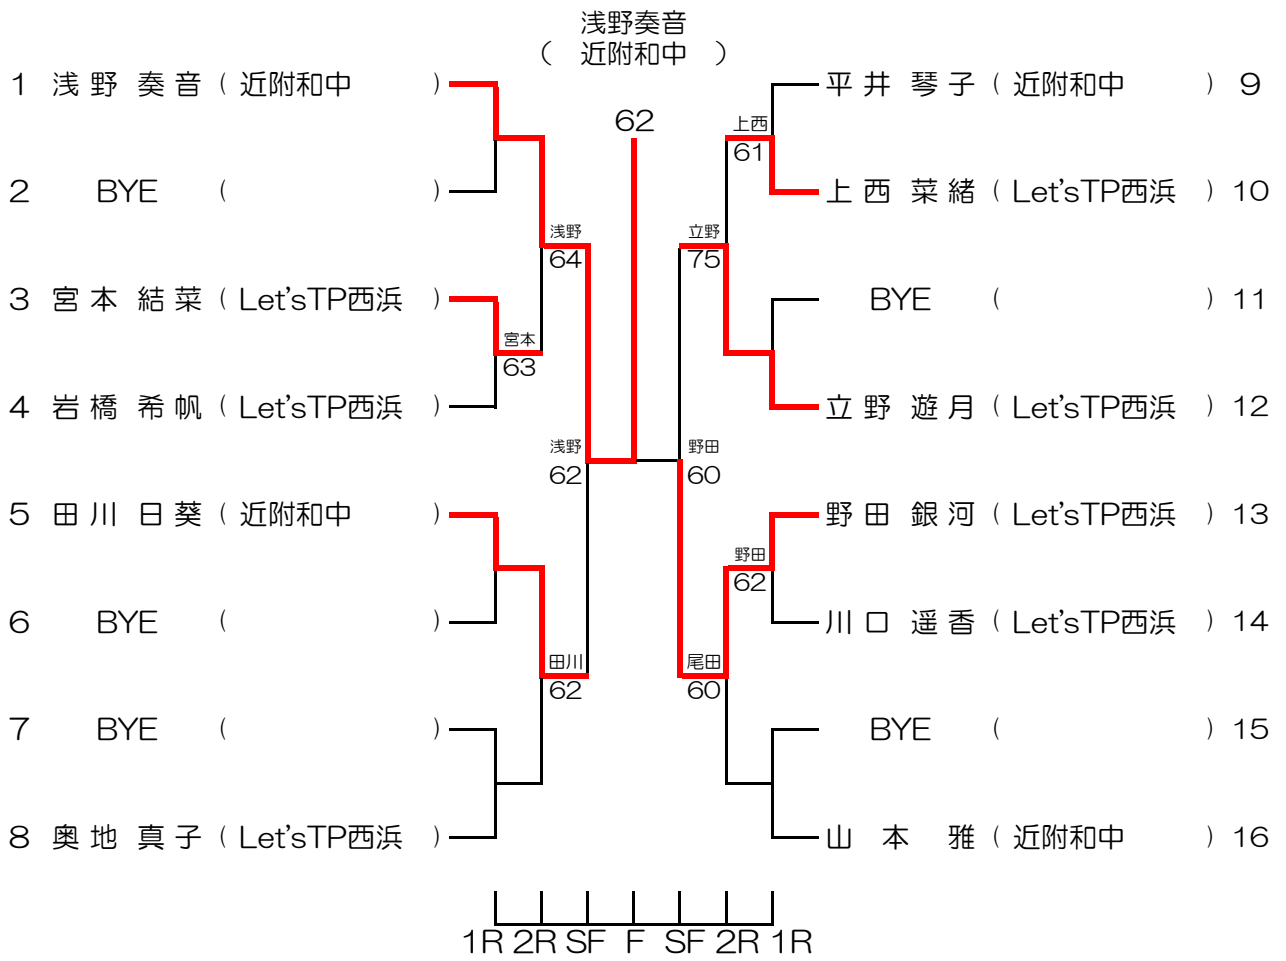 浅野奏音
( 近附和中 )
1 浅野 奏音 ( 近附和中 )
2 BYE ( )
3 宮本 結菜 ( Let'sTP西浜 )
4 岩橋 希帆 ( Let'sTP西浜 )
5 田川 日葵 ( 近附和中 )
6 BYE ( )
7 BYE ( )
8 奥地 真子 ( Let'sTP西浜 )
宮本
63
浅野
64
田川
62
浅野
62
62
上西
61
立野
75
野田
60
野田
62
尾田
60
平井 琴子 ( 近附和中 ) 9
上西 菜緒 ( Let'sTP西浜 ) 10
BYE ( ) 11
立野 遊月 ( Let'sTP西浜 ) 12
野田 銀河 ( Let'sTP西浜 ) 13
川口 遥香 ( Let'sTP西浜 ) 14
BYE ( ) 15
山本 雅 ( 近附和中 ) 16
1R 2R SF F SF 2R 1R